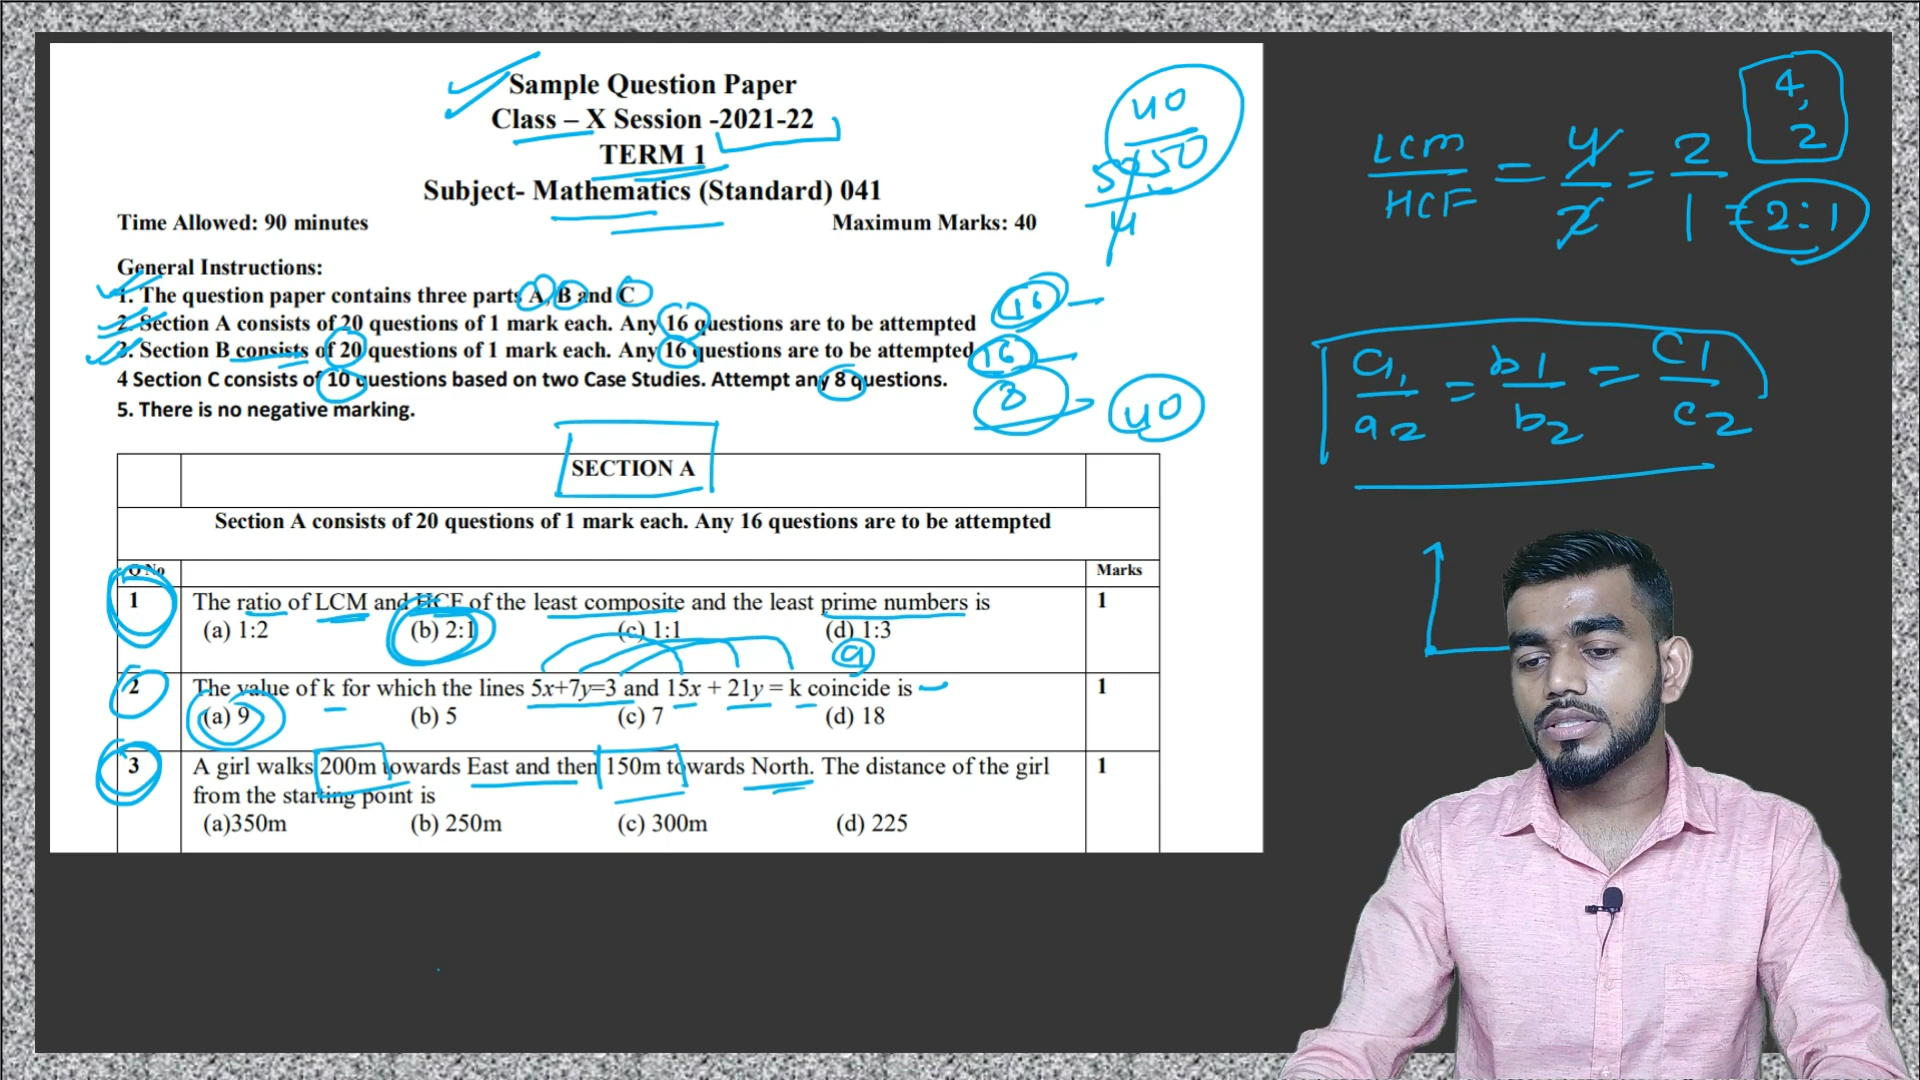 Sample Question Paper
Class – X Session -2021-22
TERM 1
Subject- Mathematics (Standard) 041
Time Allowed: 90 minutes Maximum Marks: 40
General Instructions:
1. The question paper contains three parts A, B and C
2. Section A consists of 20 questions of 1 mark each. Any 16 questions are to be attempted
3. Section B consists of 20 questions of 1 mark each. Any 16 questions are to be attempted
4 Section C consists of 10 questions based on two Case Studies. Attempt any 8 questions.
5. There is no negative marking.
40
50
4
16
16
8
40
SECTION A
Section A consists of 20 questions of 1 mark each. Any 16 questions are to be attempted
Q No Marks
1 The ratio of LCM and HCF of the least composite and the least prime numbers is 1
(a) 1:2 (b) 2:1 (c) 1:1 (d) 1:3
9
2 The value of k for which the lines 5x+7y=3 and 15x + 21y = k coincide is 1
(a) 9 (b) 5 (c) 7 (d) 18
3 A girl walks 200m towards East and then 150m towards North. The distance of the girl 1
from the starting point is
(a)350m (b) 250m (c) 300m (d) 225
4, 2
LCM/HCF = 4/2 = 2/1 = 2:1
a1/a2 = b1/b2 = C1/C2